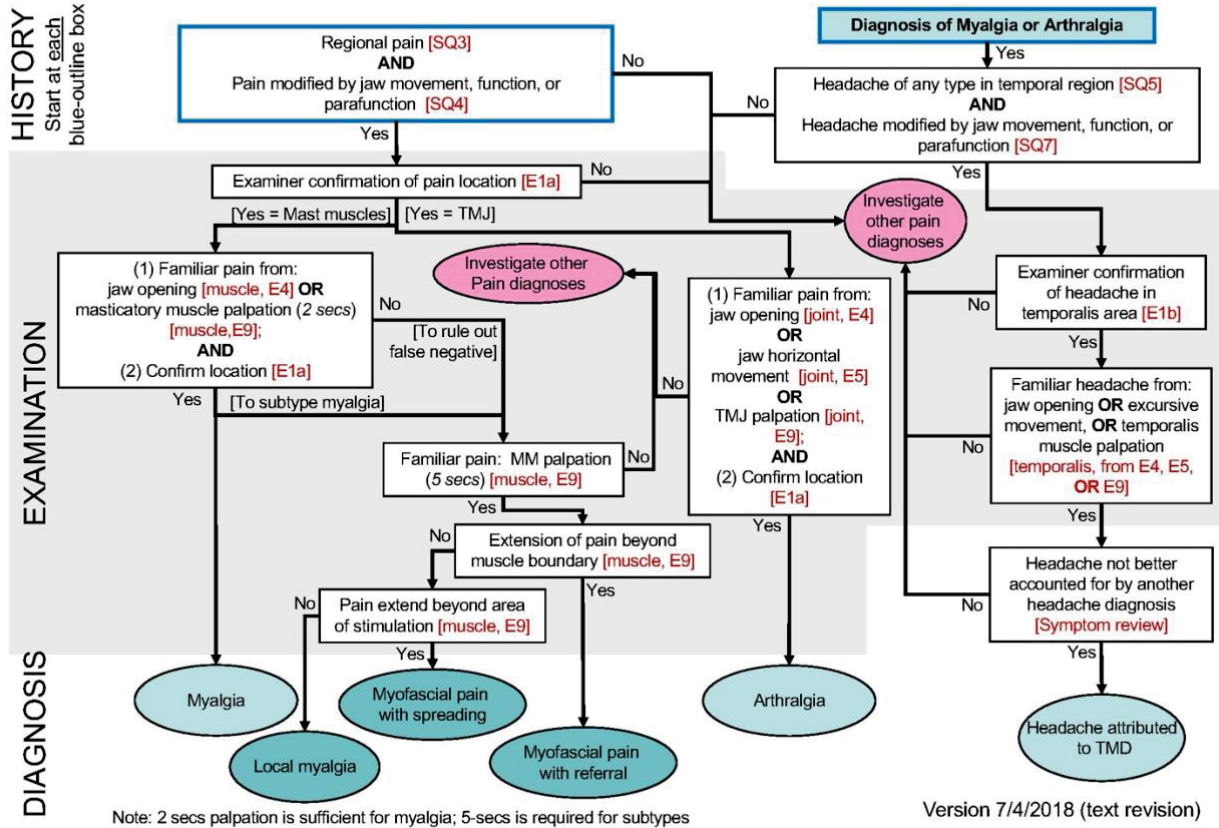 HISTORY
Start at each
blue-outline box
Regional pain [SQ3]
AND
Pain modified by jaw movement, function, or
parafunction [SQ4]
No
Yes
Diagnosis of Myalgia or Arthralgia
Yes
Headache of any type in temporal region [SQ5]
AND
Headache modified by jaw movement, function, or
parafunction [SQ7]
No
Yes
EXAMINATION
Examiner confirmation of pain location [E1a]
No
[Yes = Mast muscles]
[Yes = TMJ]
Investigate
other pain
diagnoses
(1) Familiar pain from:
jaw opening [muscle, E4] OR
masticatory muscle palpation (2 secs)
[muscle,E9];
AND
(2) Confirm location [E1a]
No
[To rule out
false negative]
Yes
[To subtype myalgia]
Investigate other
Pain diagnoses
(1) Familiar pain from:
jaw opening [joint, E4]
OR
jaw horizontal
movement [joint, E5]
OR
TMJ palpation [joint,
E9];
AND
(2) Confirm location
[E1a]
No
Yes
Examiner confirmation
of headache in
temporalis area [E1b]
No
Yes
Familiar headache from:
jaw opening OR excursive
movement, OR temporalis
muscle palpation
[temporalis, from E4, E5,
OR E9]
No
Yes
Familiar pain: MM palpation
(5 secs) [muscle, E9]
No
Yes
Extension of pain beyond
muscle boundary [muscle, E9]
No
Yes
Pain extend beyond area
of stimulation [muscle, E9]
No
Yes
Headache not better
accounted for by another
headache diagnosis
[Symptom review]
No
Yes
DIAGNOSIS
Myalgia
Myofascial pain
with spreading
Local myalgia
Myofascial pain
with referral
Arthralgia
Headache attributed
to TMD
Note: 2 secs palpation is sufficient for myalgia; 5-secs is required for subtypes
Version 7/4/2018 (text revision)